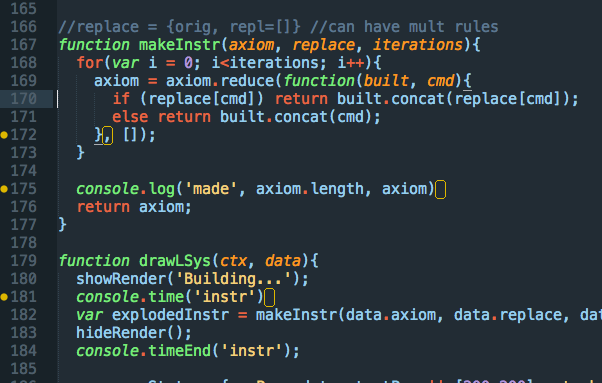 165
166 //replace = {orig, repl=[]} //can have mult rules
167 function makeInstr(axiom, replace, iterations){
168 for(var i = 0; i<iterations; i++){
169 axiom = axiom.reduce(function(built, cmd){
170 if (replace[cmd]) return built.concat(replace[cmd]);
171 else return built.concat(cmd);
172 }, []);
173 }
174
175 console.log('made', axiom.length, axiom)
176 return axiom;
177 }
178
179 function drawLSys(ctx, data){
180 showRender('Building...');
181 console.time('instr')
182 var explodedInstr = makeInstr(data.axiom, data.replace, dat
183 hideRender();
184 console.timeEnd('instr');
185